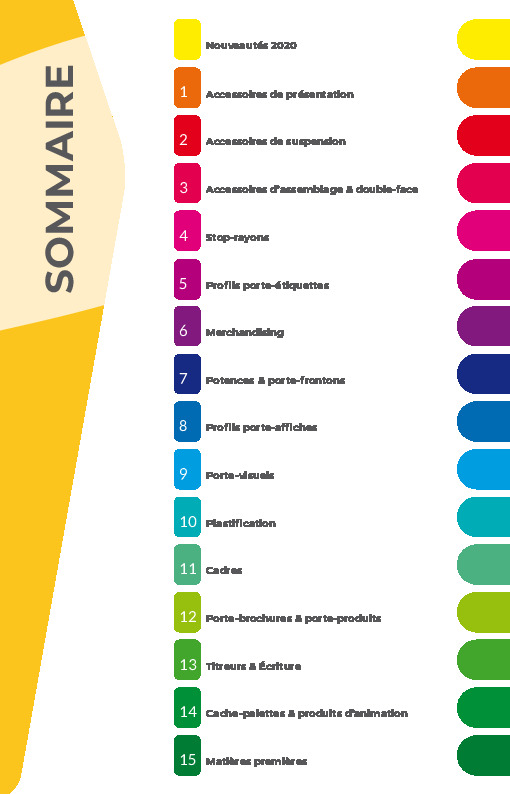 SOMMAIRE
Nouveautés 2020
1 Accessoires de présentation
2 Accessoires de suspension
3 Accessoires d'assemblage & double-face
4 Stop-rayons
5 Profils porte-étiquettes
6 Merchandising
7 Potences & porte-frontons
8 Profils porte-affiches
9 Porte-visuels
10 Plastification
11 Cadres
12 Porte-brochures & porte-produits
13 Titreurs & Écriture
14 Cache-palettes & produits d'animation
15 Matières premières